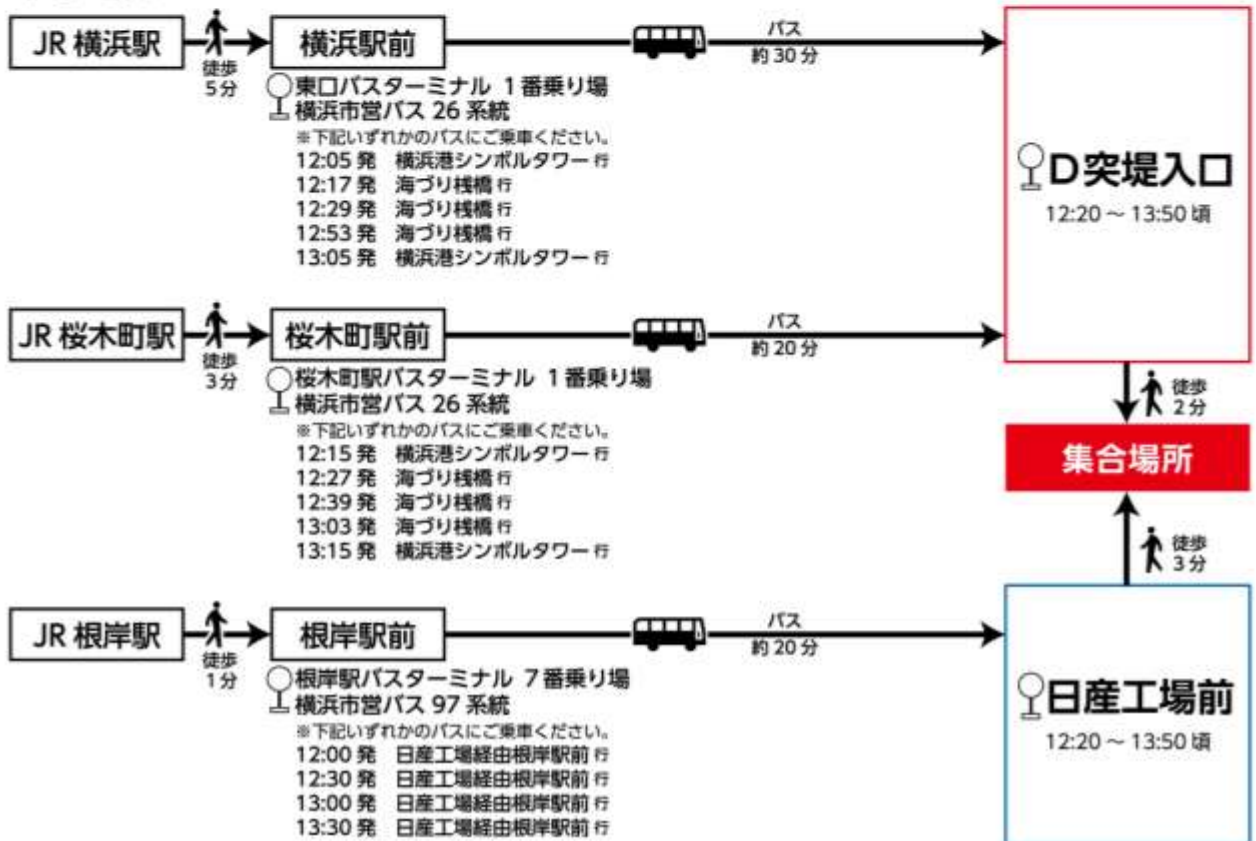 JR 横浜駅
徒歩
5分
横浜駅前
バス
約30分
東口バスターミナル 1番乗り場
横浜市営バス 26 系統
※下記いずれかのバスにご乗車ください。
12:05 発 横浜港シンボルタワー 行
12:17 発 海づり桟橋 行
12:29 発 海づり桟橋 行
12:53 発 海づり桟橋 行
13:05 発 横浜港シンボルタワー 行
D突堤入口
12:20 ～ 13:50 頃
JR 桜木町駅
徒歩
3分
桜木町駅前
バス
約20分
桜木町駅バスターミナル 1番乗り場
横浜市営バス 26 系統
※下記いずれかのバスにご乗車ください。
12:15 発 横浜港シンボルタワー 行
12:27 発 海づり桟橋 行
12:39 発 海づり桟橋 行
13:03 発 海づり桟橋 行
13:15 発 横浜港シンボルタワー 行
徒歩
2分
集合場所
徒歩
3分
JR 根岸駅
徒歩
1分
根岸駅前
バス
約20分
根岸駅バスターミナル 7番乗り場
横浜市営バス 97 系統
※下記いずれかのバスにご乗車ください。
12:00 発 日産工場経由根岸駅前 行
12:30 発 日産工場経由根岸駅前 行
13:00 発 日産工場経由根岸駅前 行
13:30 発 日産工場経由根岸駅前 行
日産工場前
12:20 ～ 13:50 頃